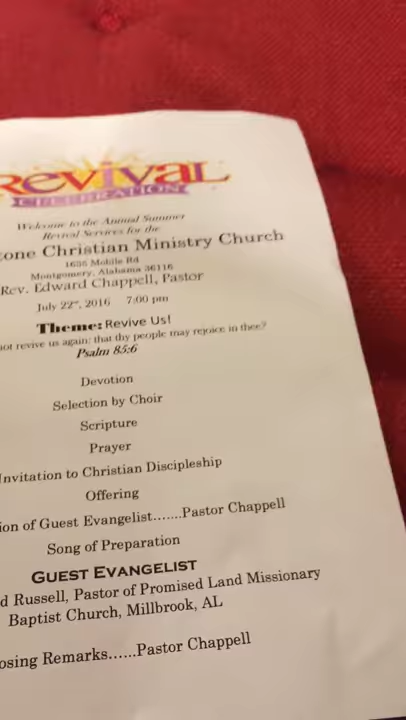 Revival
CELEBRATION
Welcome to the Annual Summer
Revival Services for the
Christian Ministry Church
1635 Mobile Rd
Montgomery, Alabama 36116
Rev. Edward Chappell, Pastor
July 22st, 2016 7:00 pm
Theme: Revive Us!
not revive us again: that thy people may rejoice in thee?
Psalm 85:6
Devotion
Selection by Choir
Scripture
Prayer
Invitation to Christian Discipleship
Offering
of Guest Evangelist.......Pastor Chappell
Song of Preparation
GUEST EVANGELIST
Russell, Pastor of Promised Land Missionary
Baptist Church, Millbrook, AL
Remarks......Pastor Chappell